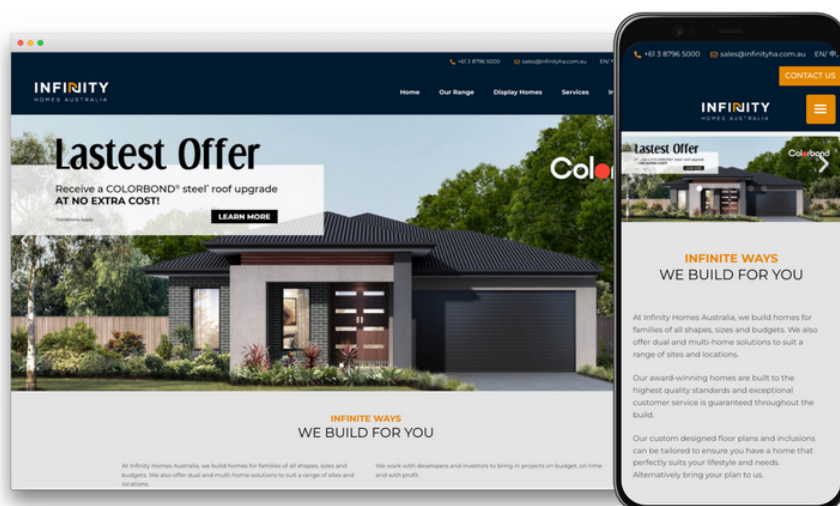 +61 3 8796 5000 sales@infinityha.com.au
INFINITY
HOMES AUSTRALIA
Home Our Range Display Homes Services
Lastest Offer
Receive a COLORBOND® steel* roof upgrade
AT NO EXTRA COST!
*Conditions Apply
LEARN MORE
INFINITE WAYS
WE BUILD FOR YOU
At Infinity Homes Australia, we build homes for families of all shapes, sizes and
budgets. We also offer dual and multi-home solutions to suit a range of sites and
locations.
We work with developers and investors to bring in projects on budget, on time
and with profit.
+61 3 8796 5000 sales@infinityha.com.au EN/ 中
CONTACT US
INFINITY
HOMES AUSTRALIA
Lastest Offer
Colorbond
INFINITE WAYS
WE BUILD FOR YOU
At Infinity Homes Australia, we build homes for
families of all shapes, sizes and budgets. We also
offer dual and multi-home solutions to suit a
range of sites and locations.
Our award-winning homes are built to the
highest quality standards and exceptional
customer service is guaranteed throughout the
build.
Our custom designed floor plans and inclusions
can be tailored to ensure you have a home that
perfectly suits your lifestyle and needs.
Alternatively bring your plan to us.